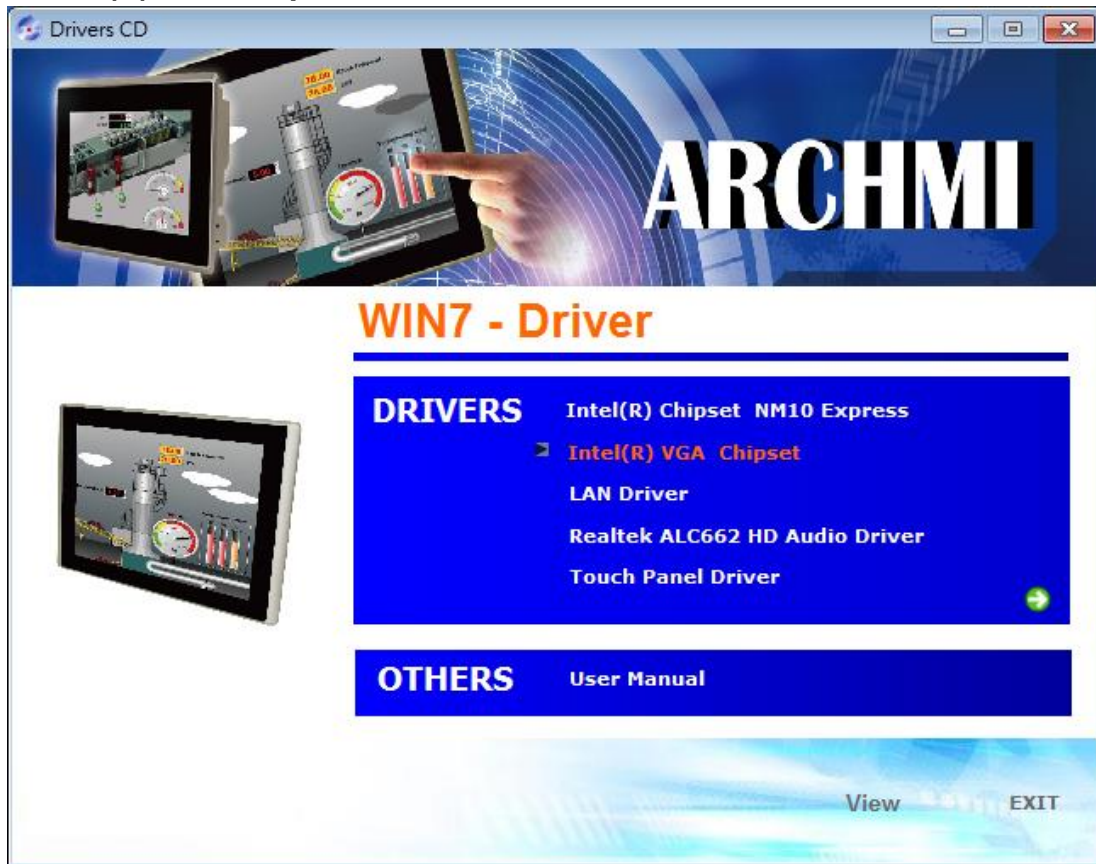 Drivers CD
ARCHMI
WIN7 - Driver
DRIVERS
Intel(R) Chipset  NM10 Express
Intel(R) VGA  Chipset
LAN Driver
Realtek ALC662 HD Audio Driver
Touch Panel Driver
OTHERS
User Manual
View
EXIT